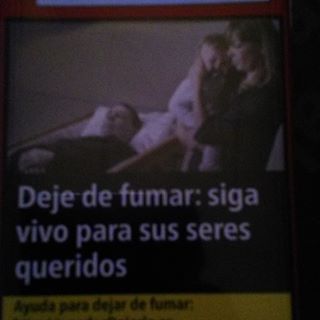 Deje de fumar: siga
vivo para sus seres
queridos
Ayuda para dejar de fumar: